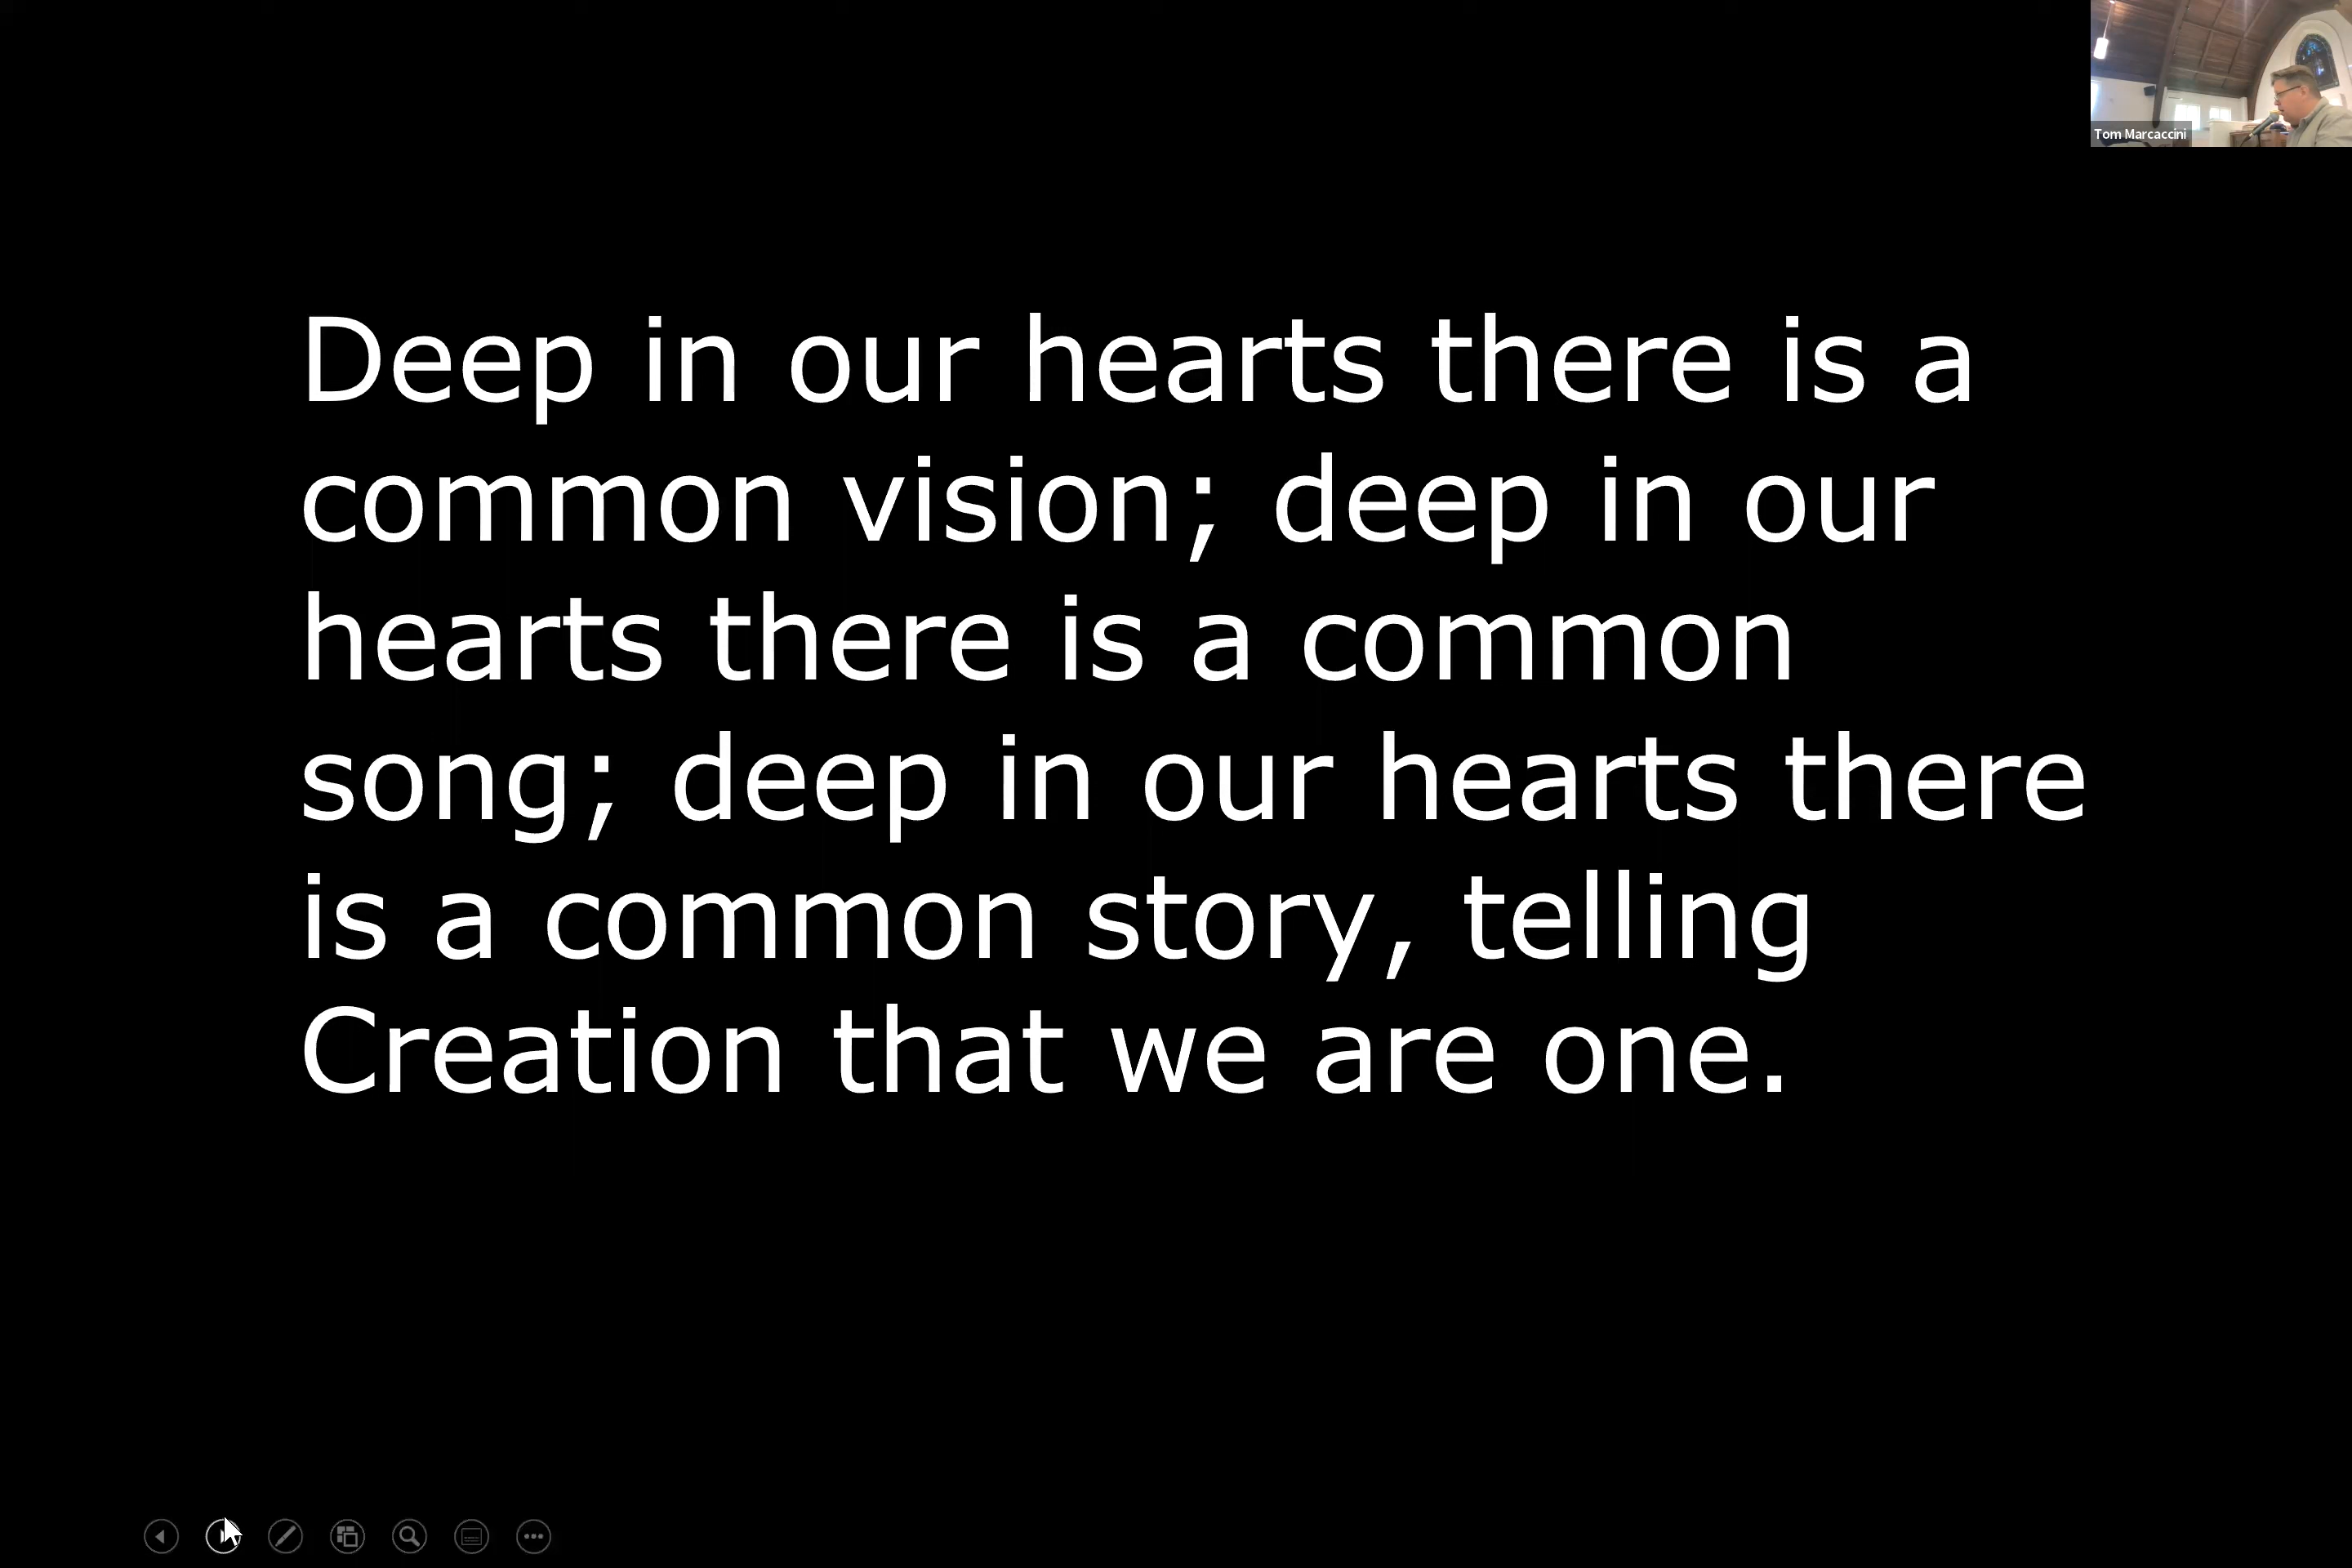 Tom Marcaccini
Deep in our hearts there is a
common vision; deep in our
hearts there is a common
song; deep in our hearts there
is a common story, telling
Creation that we are one.